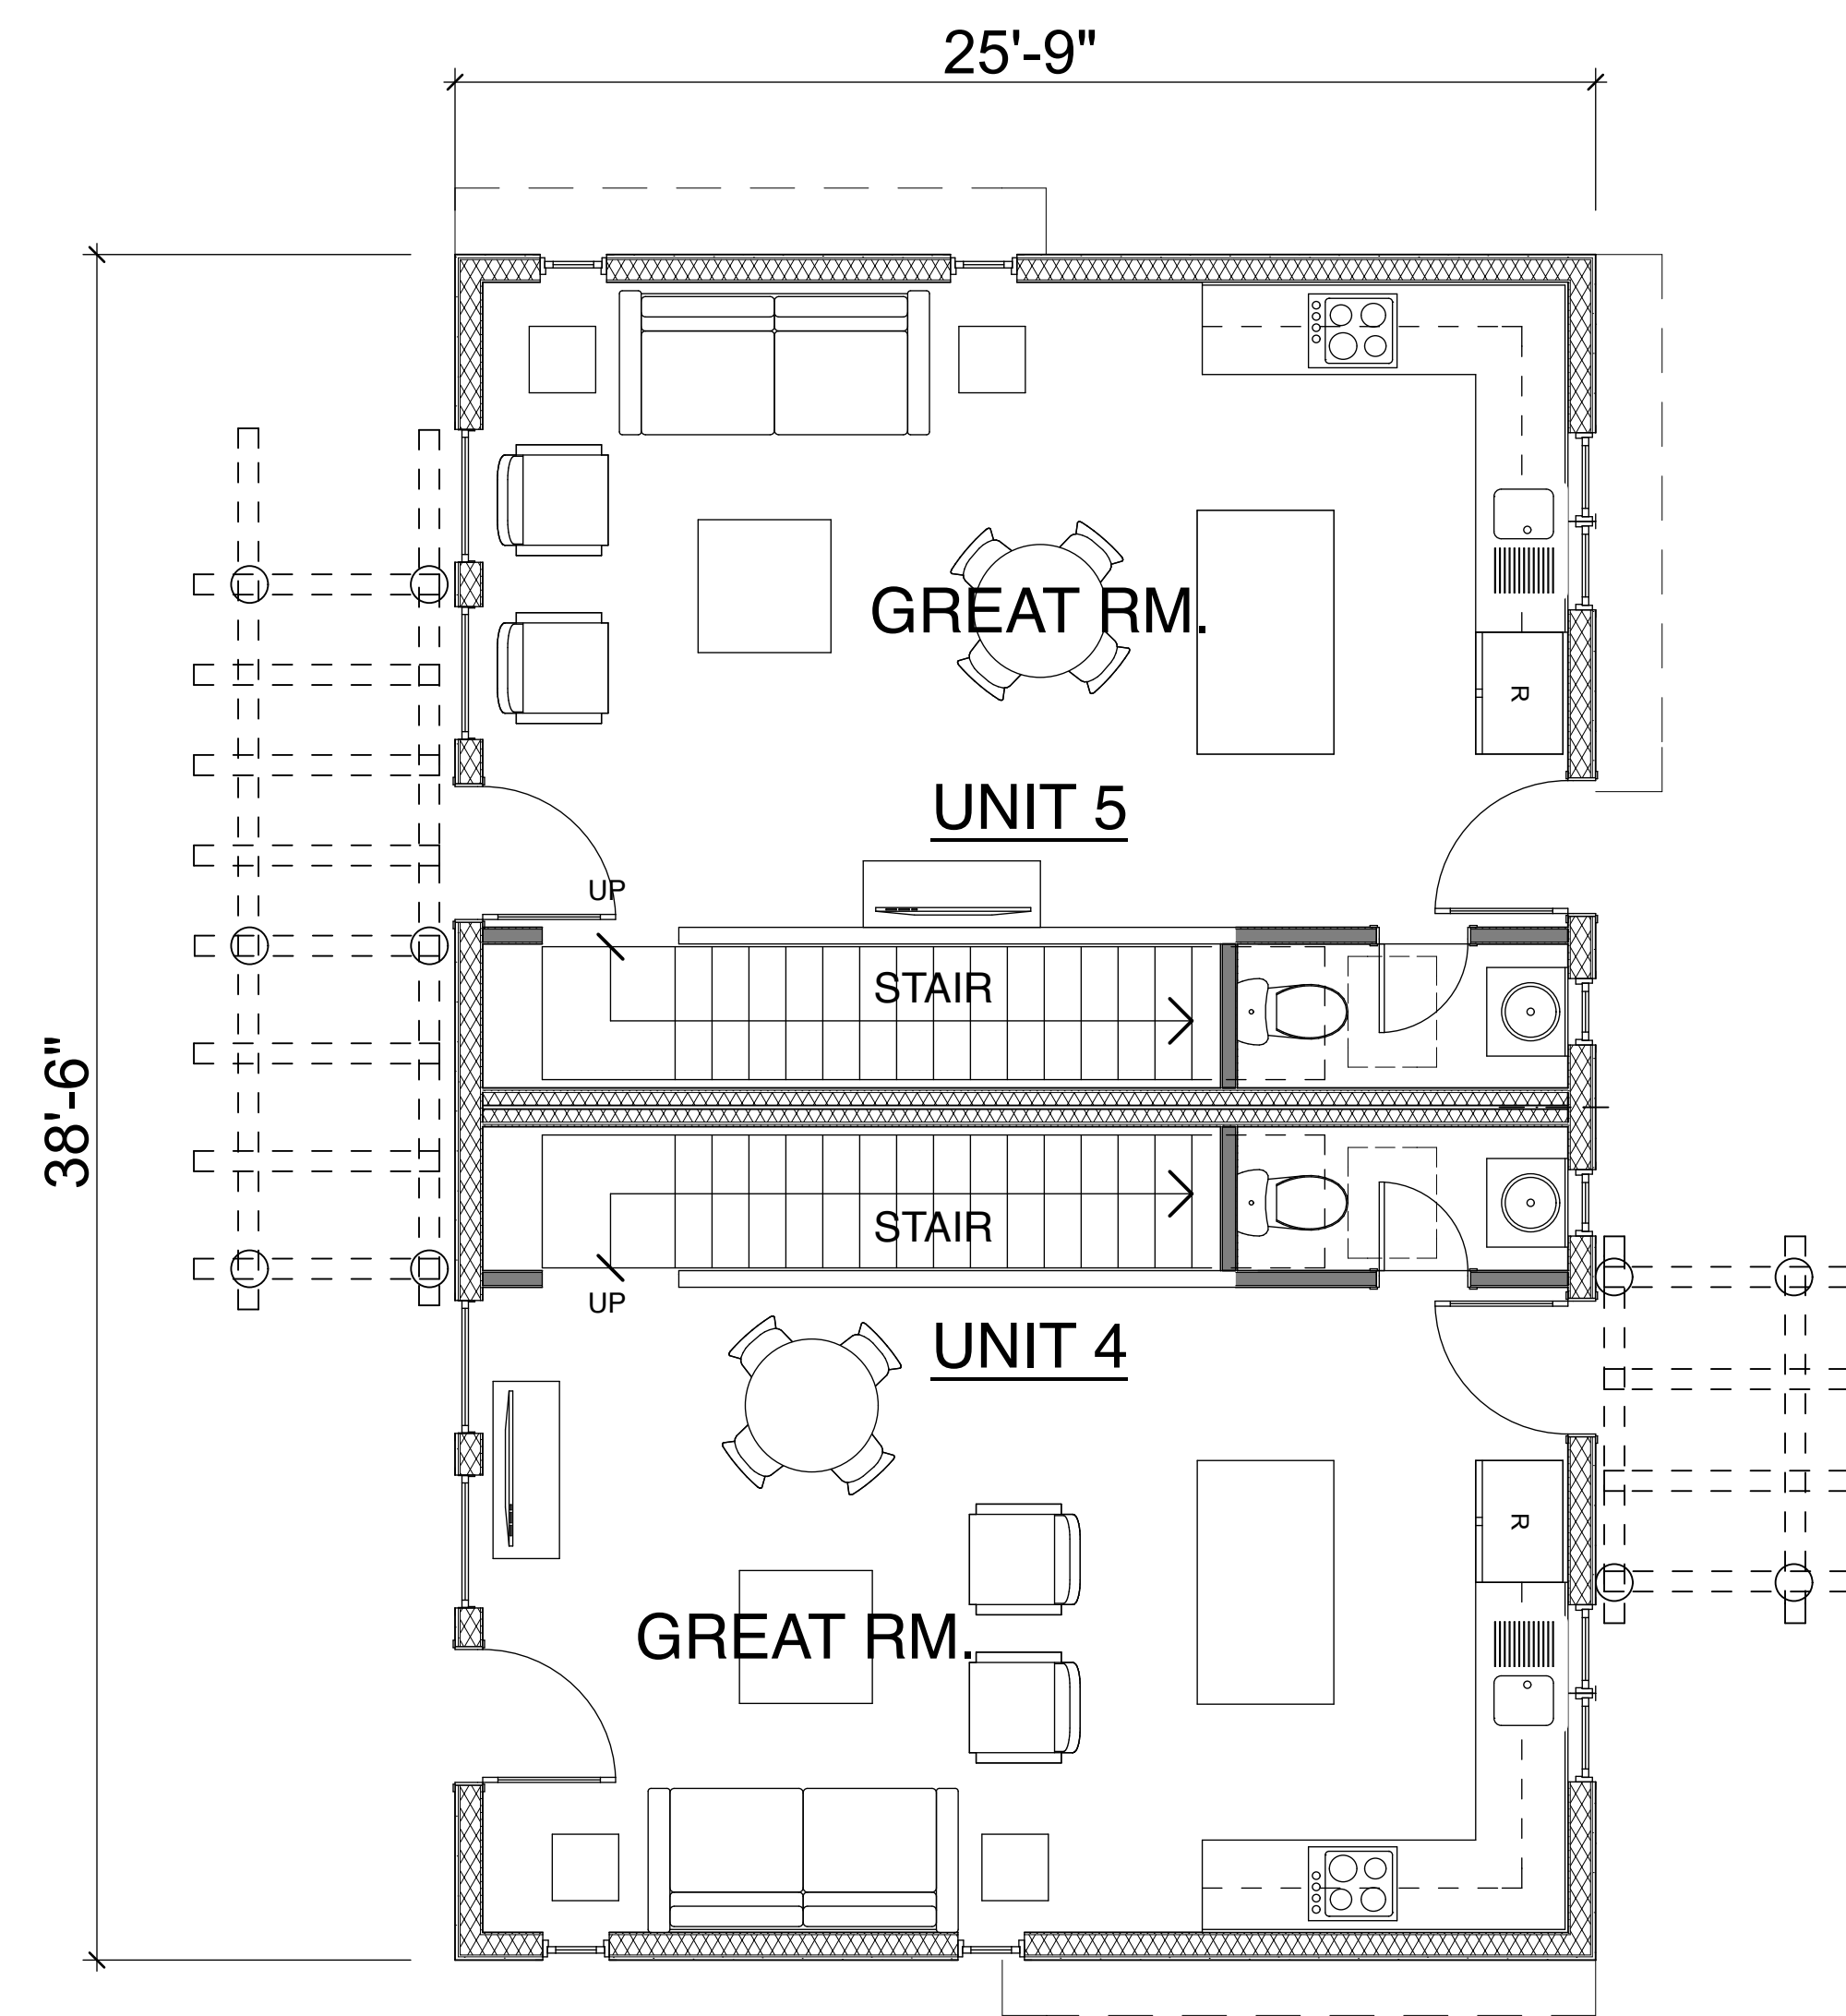 25'-9"
GREAT RM.
R
UNIT 5
UP
STAIR
38'-6"
STAIR
UP
UNIT 4
R
GREAT RM.